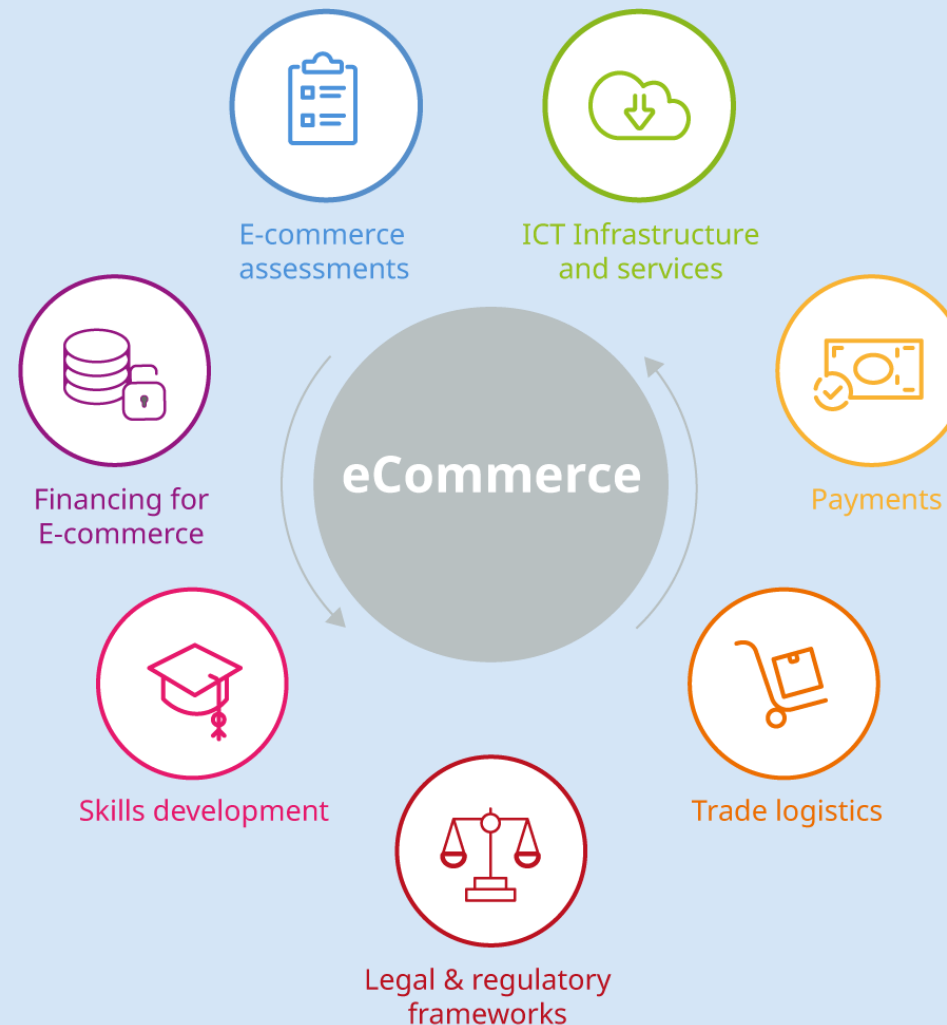 E-commerce
assessments
ICT Infrastructure
and services
Financing for
E-commerce
eCommerce
Payments
Skills development
Trade logistics
Legal & regulatory
frameworks